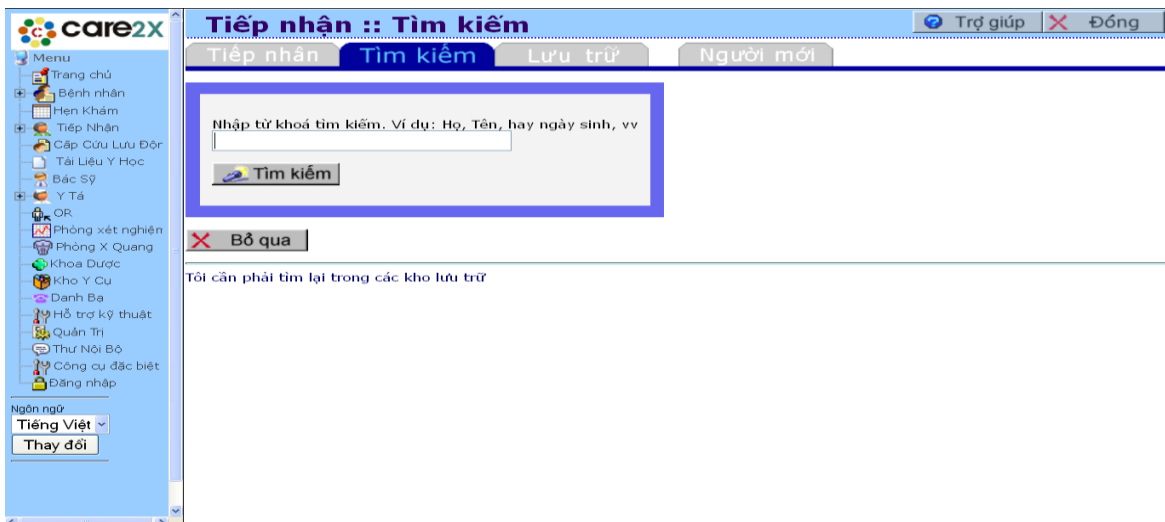 care2x
Menu
Trang chủ
Bệnh nhân
Hẹn Khám
Tiếp Nhận
Cấp Cứu Lưu Độn
Tài Liệu Y Học
Bác Sỹ
Y Tá
OR
Phòng xét nghiện
Phòng X Quang
Khoa Dược
Kho Y Cụ
Danh Bạ
Hỗ trợ kỹ thuật
Quản Trị
Thư Nội Bộ
Công cụ đặc biệt
Đăng nhập
Ngôn ngữ
Tiếng Việt
Thay đổi
Tiếp nhận :: Tìm kiếm
Trợ giúp
Đóng
Tiếp nhận
Tìm kiếm
Lưu trữ
Người mới
Nhập từ khoá tìm kiếm. Ví dụ: Họ, Tên, hay ngày sinh, vv
Tìm kiếm
Bỏ qua
Tôi cần phải tìm lại trong các kho lưu trữ